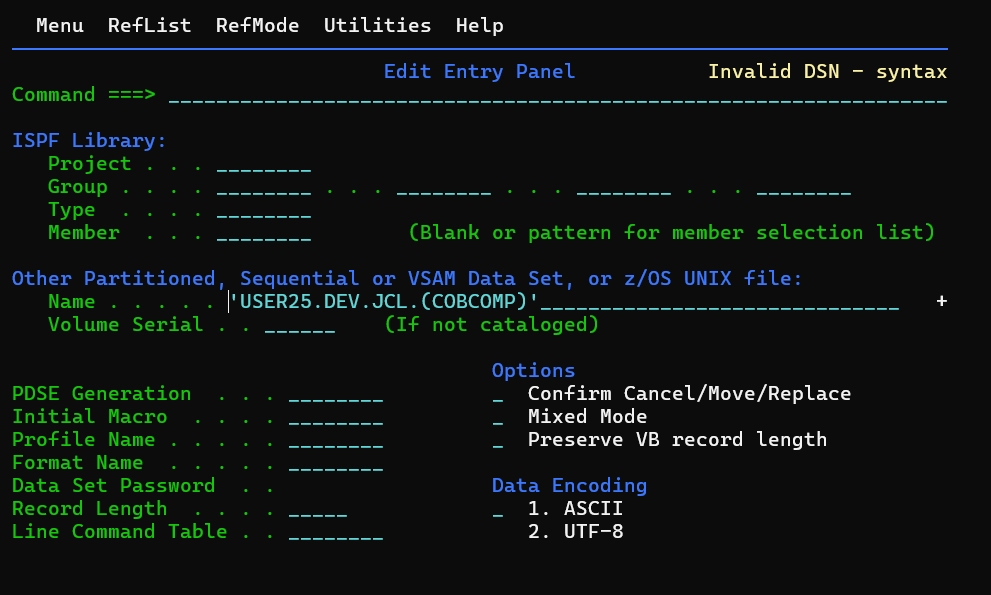 Menu  RefList  RefMode  Utilities  Help
Edit Entry Panel           Invalid DSN - syntax
Command ===> _________________________________________________________________
ISPF Library:
   Project . . . ________
   Group . . . . ________ . . . ________ . . . ________ . . . ________
   Type  . . . . ________
   Member  . . . ________        (Blank or pattern for member selection list)
Other Partitioned, Sequential or VSAM Data Set, or z/OS UNIX file:
   Name . . . . . 'USER25.DEV.JCL.(COBCOMP)'______________________________   +
   Volume Serial . . ______    (If not cataloged)
Options
PDSE Generation  . . . ________         _  Confirm Cancel/Move/Replace
Initial Macro  . . . . ________         _  Mixed Mode
Profile Name . . . . . ________         _  Preserve VB record length
Format Name  . . . . . ________
Data Set Password  . .                  Data Encoding
Record Length  . . . . _____            _  1. ASCII
Line Command Table . . ________            2. UTF-8